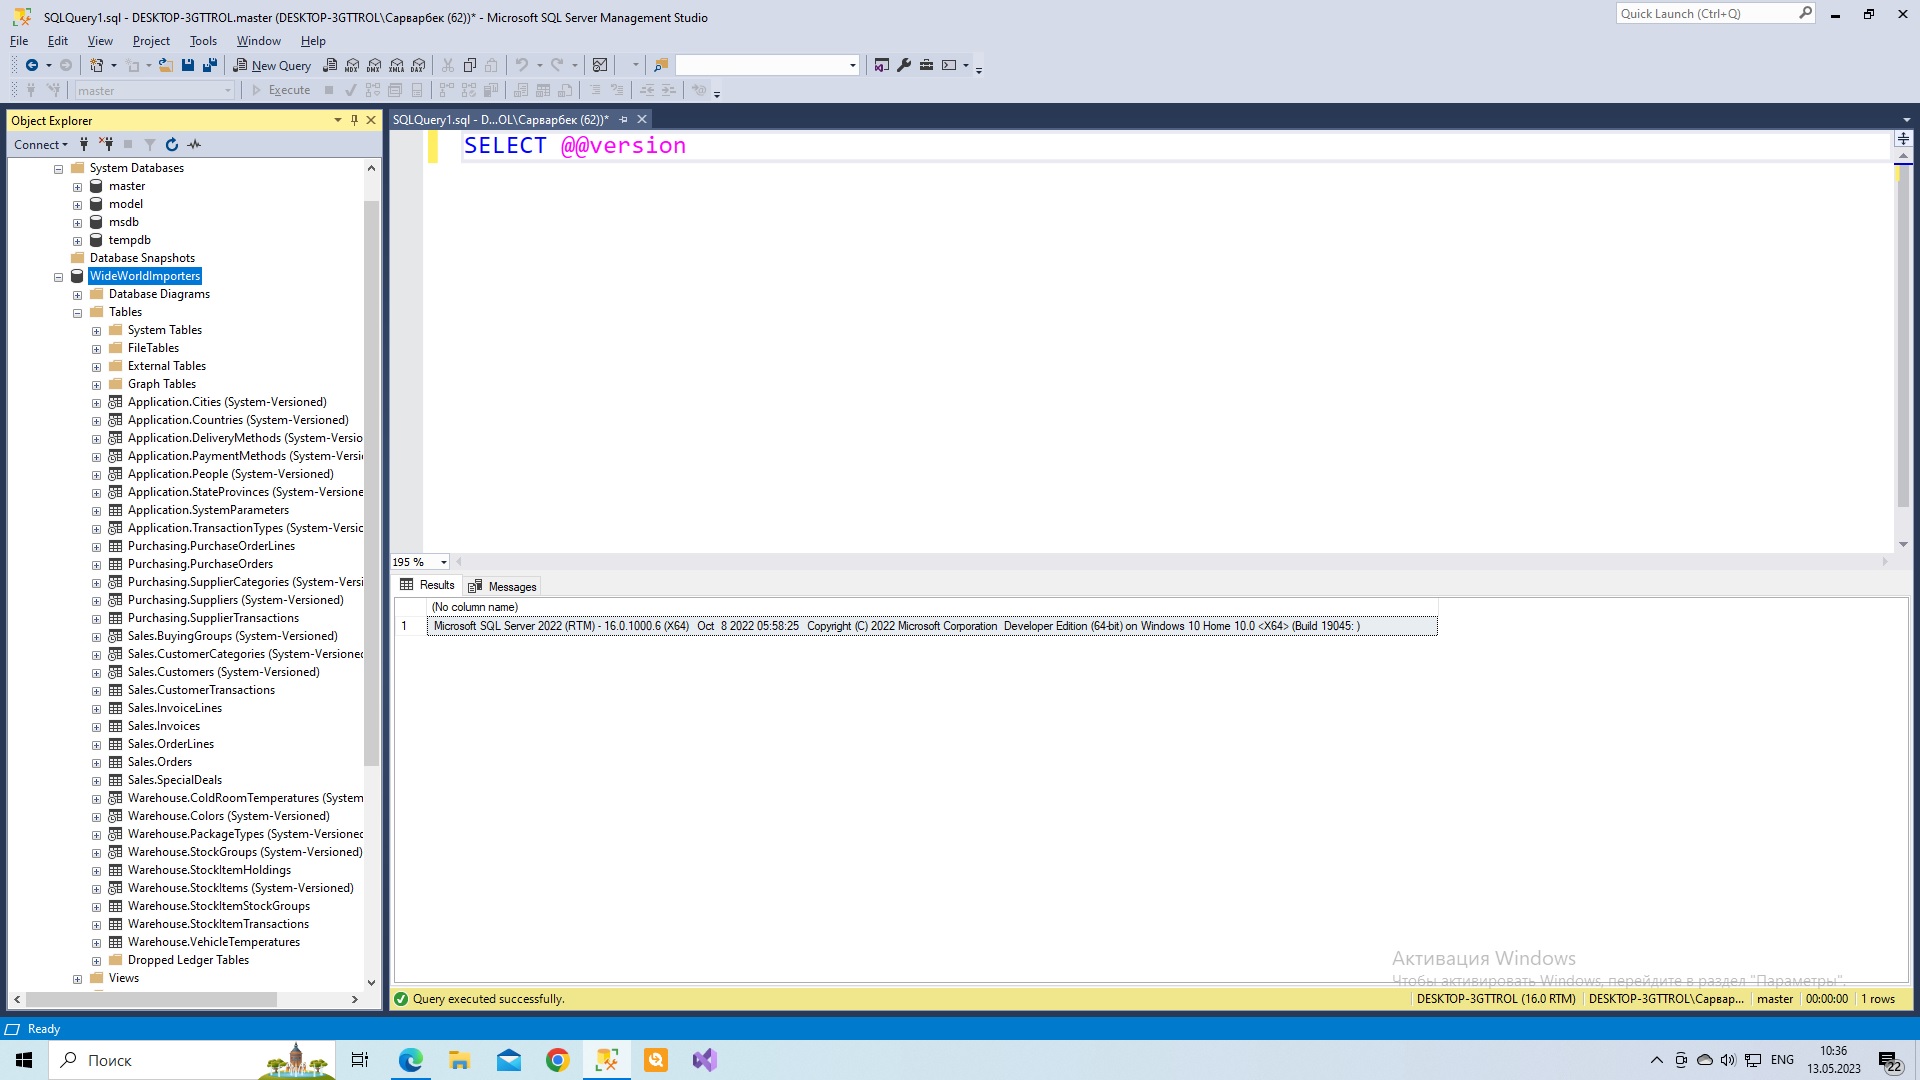 SQLQuery1.sql - DESKTOP-3GTTROL.master (DESKTOP-3GTTROL\Сарварбек (62))* - Microsoft SQL Server Management Studio
Quick Launch (Ctrl+Q)
File Edit View Project Tools Window Help
New Query
MDX DMX XMLA DAX
master
Execute
Object Explorer
Connect
System Databases
master
model
msdb
tempdb
Database Snapshots
WideWorldImporters
Database Diagrams
Tables
System Tables
FileTables
External Tables
Graph Tables
Application.Cities (System-Versioned)
Application.Countries (System-Versioned)
Application.DeliveryMethods (System-Versio
Application.PaymentMethods (System-Versi
Application.People (System-Versioned)
Application.StateProvinces (System-Versione
Application.SystemParameters
Application.TransactionTypes (System-Versio
Purchasing.PurchaseOrderLines
Purchasing.PurchaseOrders
Purchasing.SupplierCategories (System-Versi
Purchasing.Suppliers (System-Versioned)
Purchasing.SupplierTransactions
Sales.BuyingGroups (System-Versioned)
Sales.CustomerCategories (System-Versioned
Sales.Customers (System-Versioned)
Sales.CustomerTransactions
Sales.InvoiceLines
Sales.Invoices
Sales.OrderLines
Sales.Orders
Sales.SpecialDeals
Warehouse.ColdRoomTemperatures (System
Warehouse.Colors (System-Versioned)
Warehouse.PackageTypes (System-Versioned
Warehouse.StockGroups (System-Versioned)
Warehouse.StockItemHoldings
Warehouse.StockItems (System-Versioned)
Warehouse.StockItemStockGroups
Warehouse.StockItemTransactions
Warehouse.VehicleTemperatures
Dropped Ledger Tables
Views
SQLQuery1.sql - D...OL\Сарварбек (62))*
SELECT @@version
195 %
Results Messages
(No column name)
1 Microsoft SQL Server 2022 (RTM) - 16.0.1000.6 (X64) Oct 8 2022 05:58:25 Copyright (C) 2022 Microsoft Corporation Developer Edition (64-bit) on Windows 10 Home 10.0 <X64> (Build 19045: )
Активация Windows
Чтобы активировать Windows, перейдите в раздел "Параметры".
Query executed successfully.
DESKTOP-3GTTROL (16.0 RTM) DESKTOP-3GTTROL\Сарвар... master 00:00:00 1 rows
Ready
Поиск
ENG
10:36
13.05.2023
22